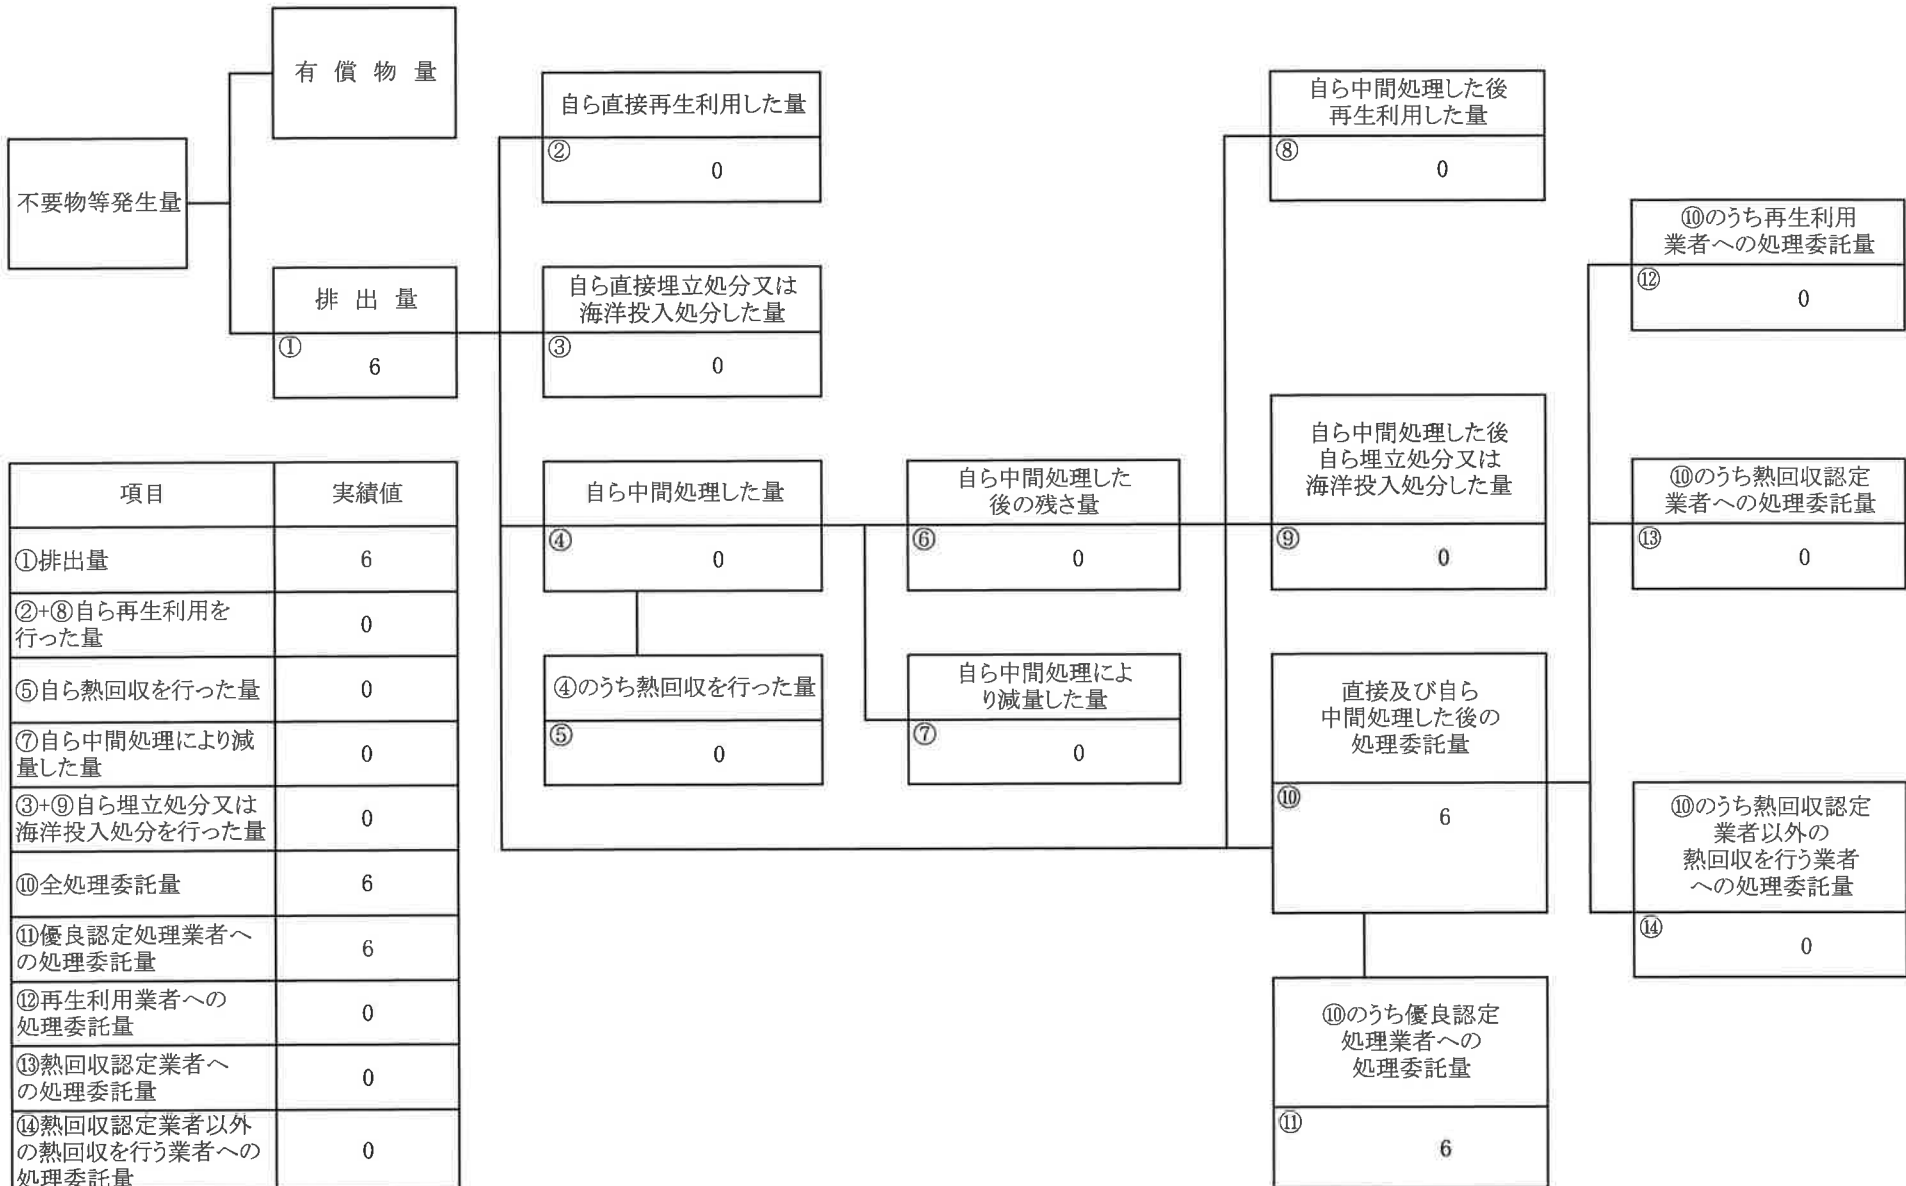 有 償 物 量
不要物等発生量
排 出 量
①
6
自ら直接再生利用した量
②
0
自ら直接埋立処分又は
海洋投入処分した量
③
0
自ら中間処理した量
④
0
④のうち熱回収を行った量
⑤
0
自ら中間処理した
後の残さ量
⑥
0
自ら中間処理によ
り減量した量
⑦
0
自ら中間処理した後
再生利用した量
⑧
0
自ら中間処理した後
自ら埋立処分又は
海洋投入処分した量
⑨
0
直接及び自ら
中間処理した後の
処理委託量
⑩
6
⑩のうち優良認定
処理業者への
処理委託量
⑪
6
⑩のうち再生利用
業者への処理委託量
⑫
0
⑩のうち熱回収認定
業者への処理委託量
⑬
0
⑩のうち熱回収認定
業者以外の
熱回収を行う業者
への処理委託量
⑭
0
項目 実績値
①排出量 6
②+⑧自ら再生利用を
行った量 0
⑤自ら熱回収を行った量 0
⑦自ら中間処理により減
量した量 0
③+⑨自ら埋立処分又は
海洋投入処分を行った量 0
⑩全処理委託量 6
⑪優良認定処理業者へ
の処理委託量 6
⑫再生利用業者への
処理委託量 0
⑬熱回収認定業者へ
の処理委託量 0
⑭熱回収認定業者以外
の熱回収を行う業者への 0
処理委託量